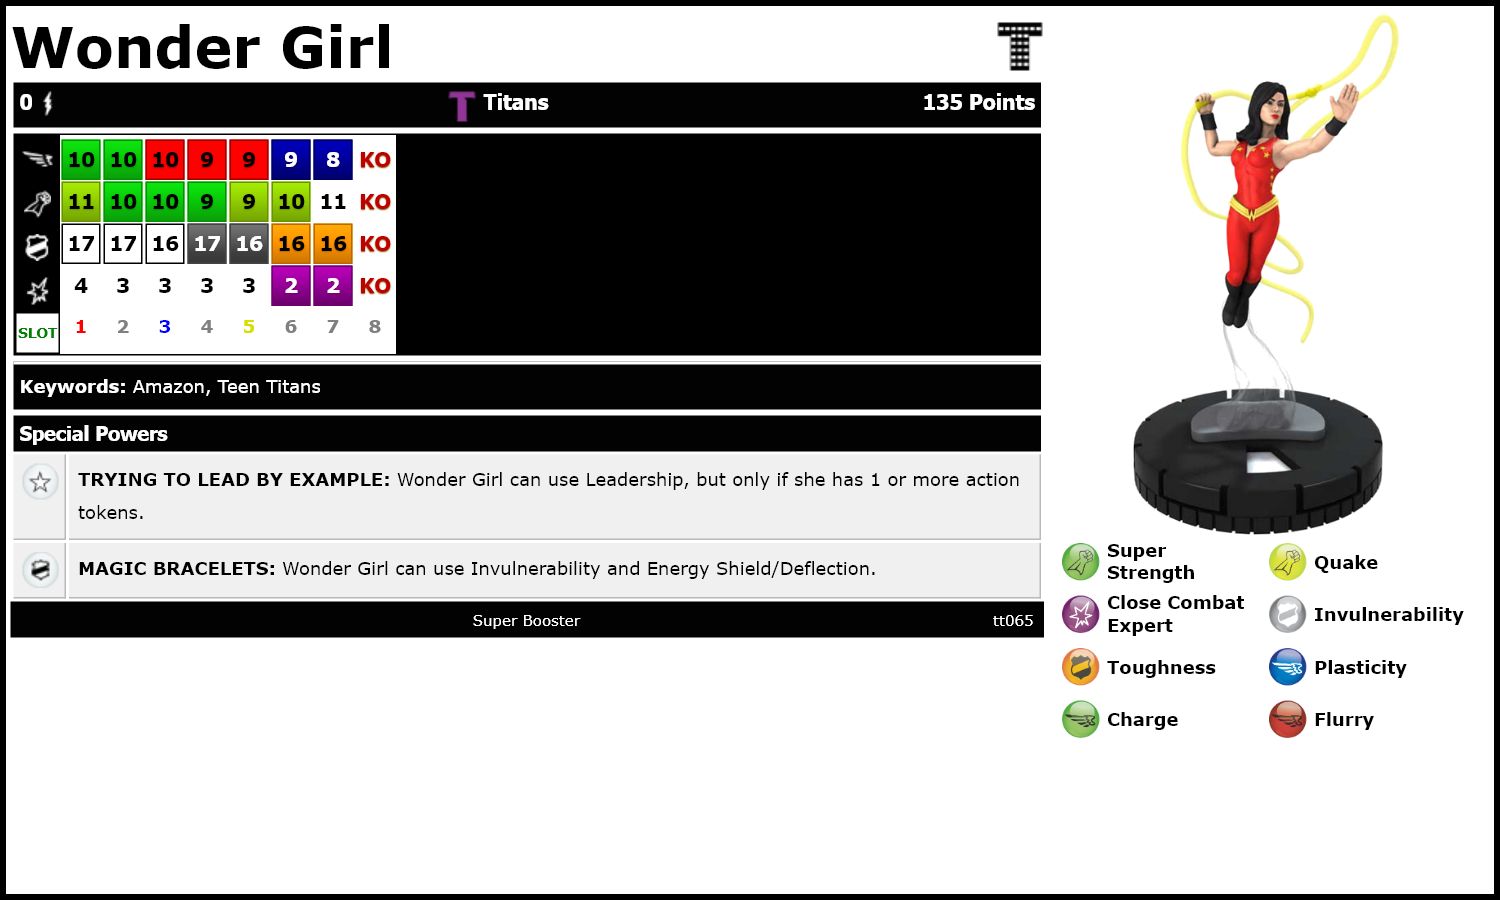 Wonder Girl
0 Titans 135 Points
10 10 10 9 9 9 8 KO
11 10 10 9 9 10 11 KO
17 17 16 17 16 16 16 KO
4 3 3 3 3 2 2 KO
SLOT 1 2 3 4 5 6 7 8
Keywords: Amazon, Teen Titans
Special Powers
TRYING TO LEAD BY EXAMPLE: Wonder Girl can use Leadership, but only if she has 1 or more action
tokens.
MAGIC BRACELETS: Wonder Girl can use Invulnerability and Energy Shield/Deflection.
Super Booster tt065
Super
Strength
Quake
Close Combat
Expert
Invulnerability
Toughness
Plasticity
Charge
Flurry